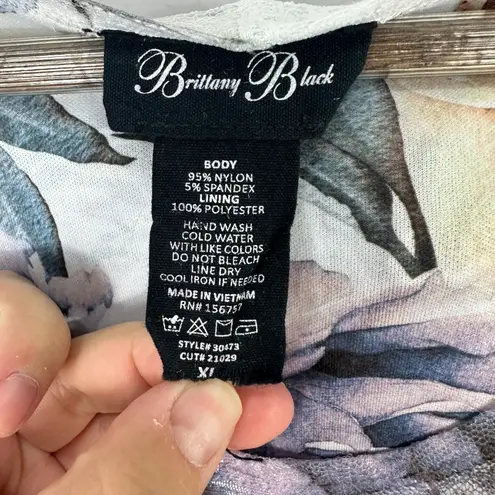 Brittany Black
BODY
95% NYLON
5% SPANDEX
LINING
100% POLYESTER
HAND WASH
COLD WATER
WITH LIKE COLORS
DO NOT BLEACH
LINE DRY
COOL IRON IF NEEDED
MADE IN VIETNAM
RN# 156757
STYLE# 30473
CUT# 21029
XL